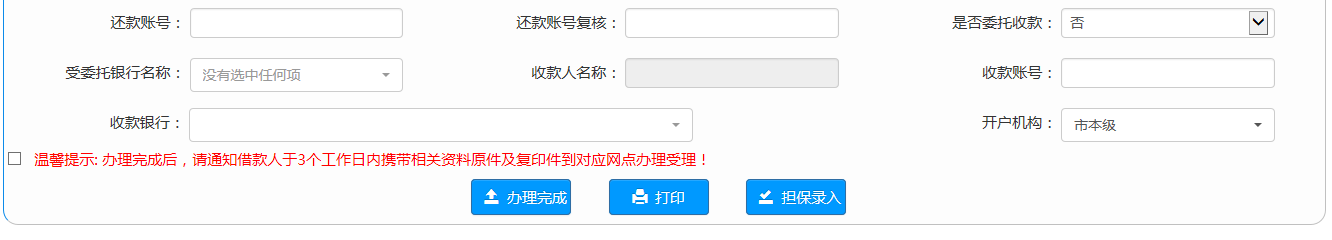 还款账号： 还款账号复核： 是否委托收款： 否
受委托银行名称： 没有选中任何项 收款人名称： 收款账号：
收款银行： 开户机构： 市本级
温馨提示: 办理完成后，请通知借款人于3个工作日内携带相关资料原件及复印件到对应网点办理受理！
办理完成 打印 担保录入